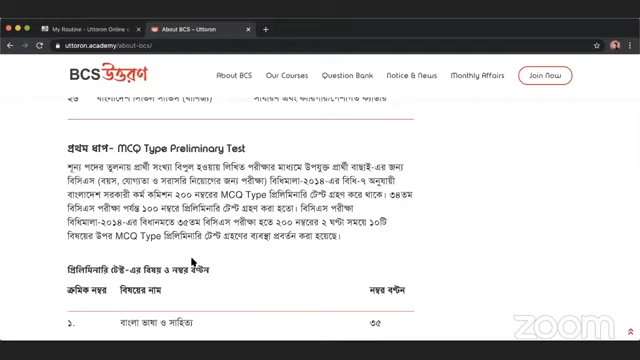 My Routine – Uttoron Online
About BCS – Uttoron
uttoron.academy/about-bcs/
BCS উত্তরণ
About BCS
Our Courses
Question Bank
Notice & News
Monthly Affairs
Join Now
২৬ বাংলাদেশ সিভিল সার্ভিস (বাণিজ্য) সাধারণ এবং কারিগরি/পেশাগত ক্যাডার
প্রথম ধাপ- MCQ Type Preliminary Test
শূন্য পদের তুলনায় প্রার্থী সংখ্যা বিপুল হওয়ায় লিখিত পরীক্ষার মাধ্যমে উপযুক্ত প্রার্থী বাছাই-এর জন্য
বিসিএস (বয়স, যোগ্যতা ও সরাসরি নিয়োগের জন্য পরীক্ষা) বিধিমালা-২০১৪-এর বিধি-৭ অনুযায়ী
বাংলাদেশ সরকারী কর্ম কমিশন ২০০ নম্বরের MCQ Type প্রিলিমিনারি টেস্ট গ্রহণ করে থাকে। ৩৪তম
বিসিএস পরীক্ষা পর্যন্ত ১০০ নম্বরে প্রিলিমিনারি টেস্ট গ্রহণ করা হতো। বিসিএস পরীক্ষা
বিধিমালা-২০১৪-এর বিধানমতে ৩৫তম বিসিএস পরীক্ষা হতে ২০০ নম্বরের ২ ঘণ্টা সময়ে ১০টি
বিষয়ের উপর MCQ Type প্রিলিমিনারি টেস্ট গ্রহণের ব্যবস্থা প্রবর্তন করা হয়েছে।
প্রিলিমিনারি টেস্ট-এর বিষয় ও নম্বর বণ্টন
ক্রমিক নম্বর বিষয়ের নাম নম্বর বণ্টন
১. বাংলা ভাষা ও সাহিত্য ৩৫
zoom